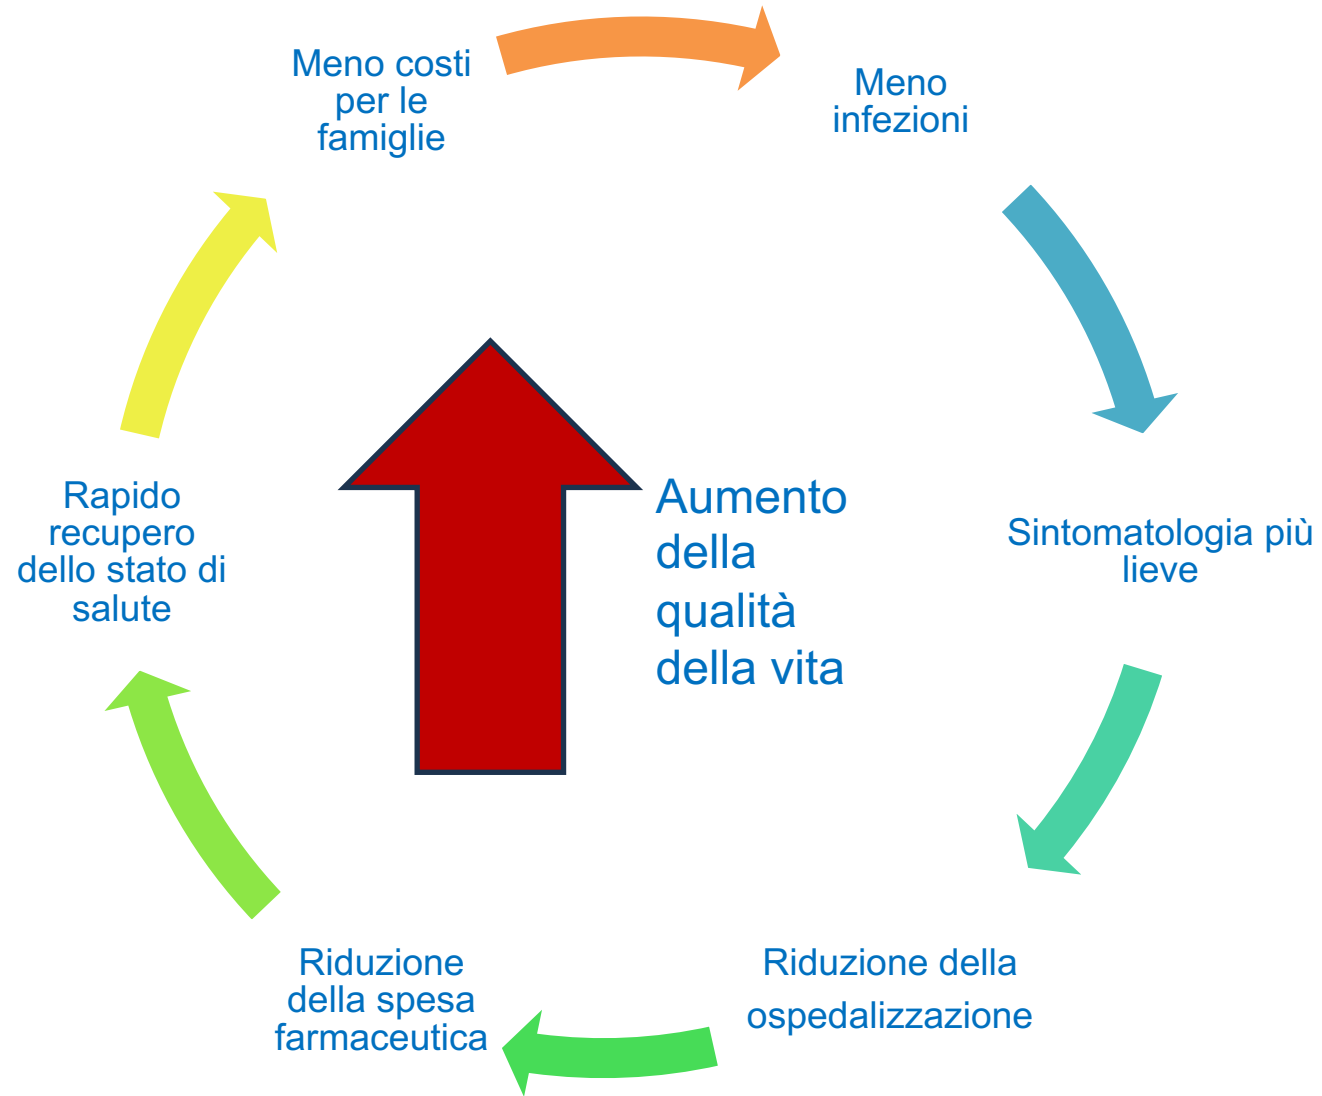 Meno costi
per le
famiglie
Meno
infezioni
Sintomatologia più
lieve
Riduzione della
ospedalizzazione
Riduzione
della spesa
farmaceutica
Rapido
recupero
dello stato di
salute
Aumento
della
qualità
della vita